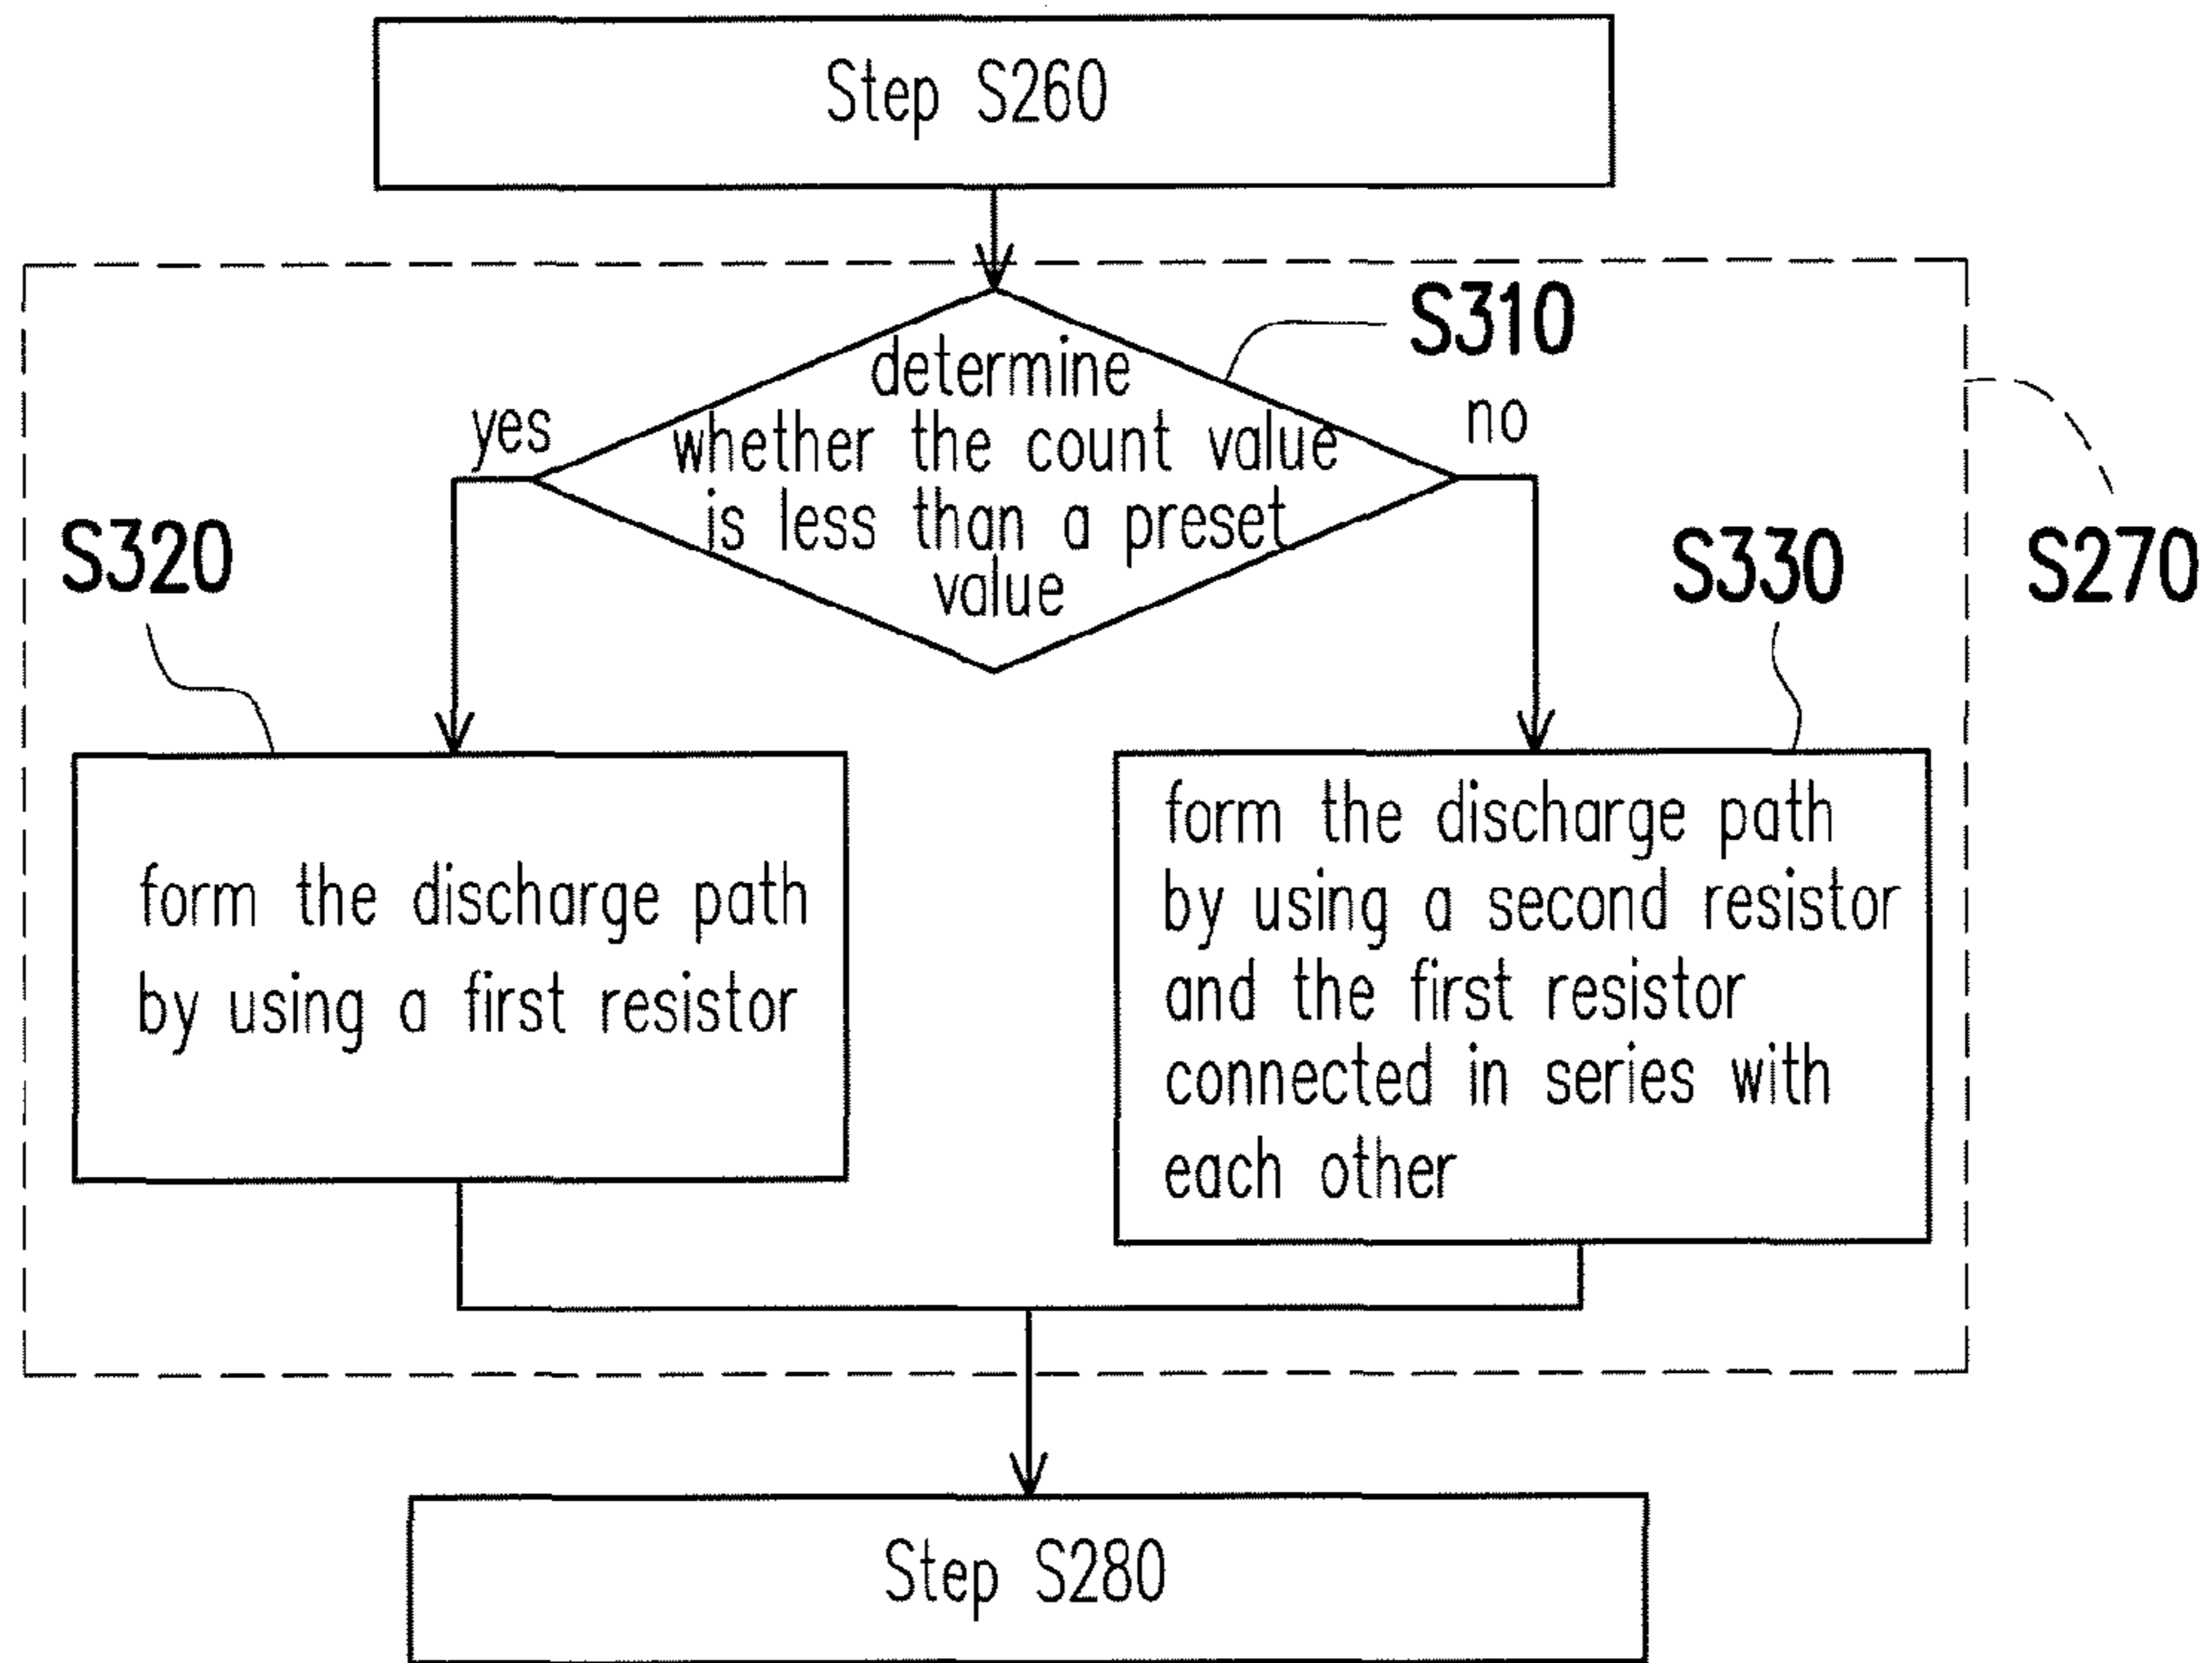 Step S260
S310
determine
whether the count value
is less than a preset
value
yes
no
S320
S330
S270
form the discharge path
by using a first resistor
form the discharge path
by using a second resistor
and the first resistor
connected in series with
each other
Step S280